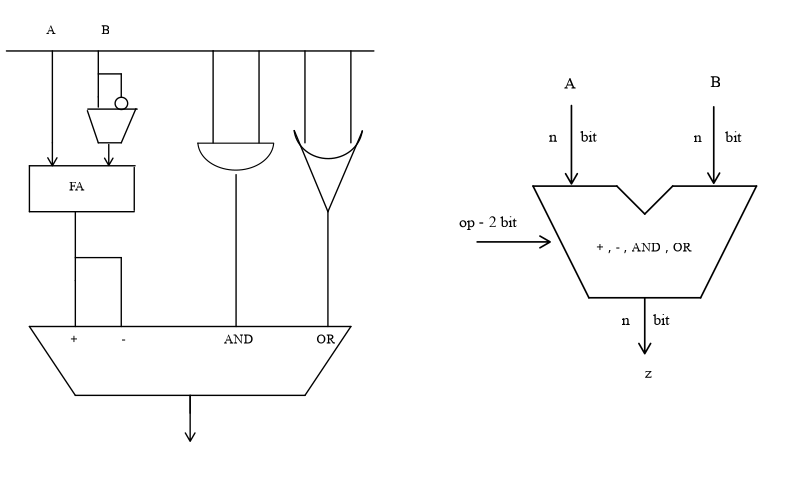 A B
FA
+ - AND OR
A B
n bit n bit
op - 2 bit
+ , - , AND , OR
n bit
z